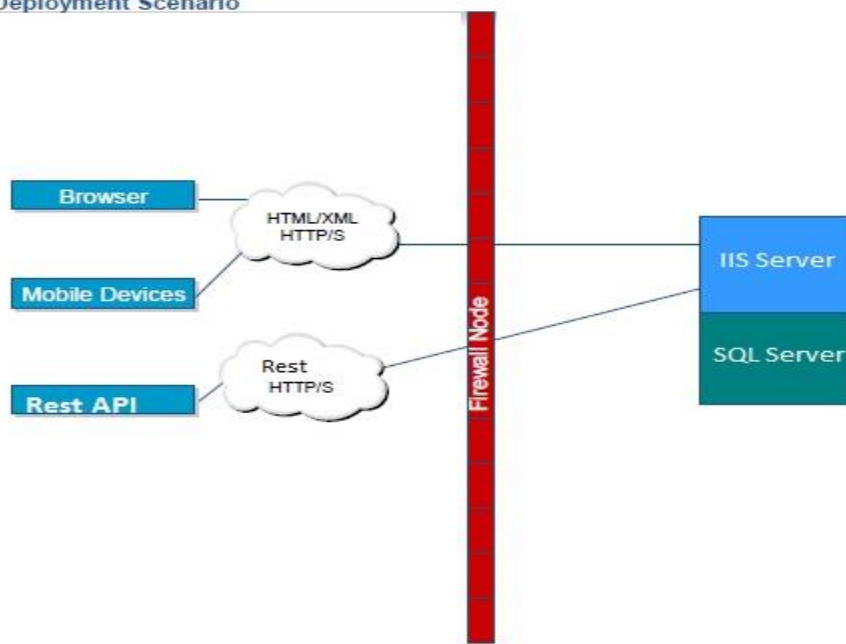 Deployment Scenario
Browser
HTML/XML
HTTP/S
Mobile Devices
Rest
HTTP/S
Rest API
Firewall Node
IIS Server
SQL Server